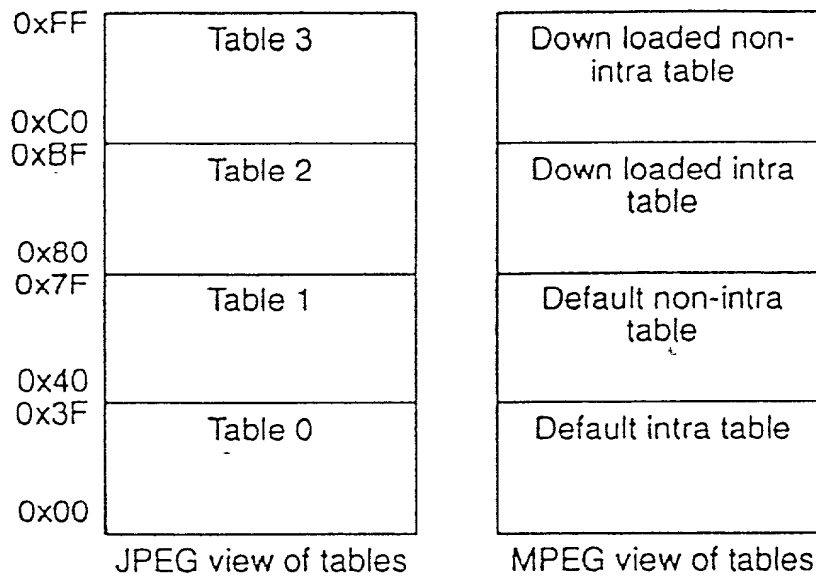 0xFF
Table 3
0xC0
0xBF
Table 2
0x80
0x7F
Table 1
0x40
0x3F
Table 0
0x00
JPEG view of tables
Down loaded non-
intra table
Down loaded intra
table
Default non-intra
table
Default intra table
MPEG view of tables